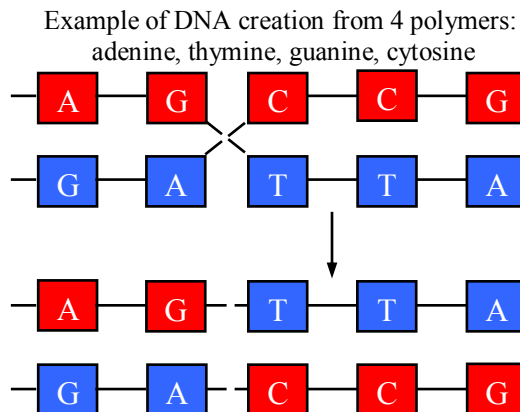 Example of DNA creation from 4 polymers:
adenine, thymine, guanine, cytosine
A G C C G
G A T T A
A G T T A
G A C C G